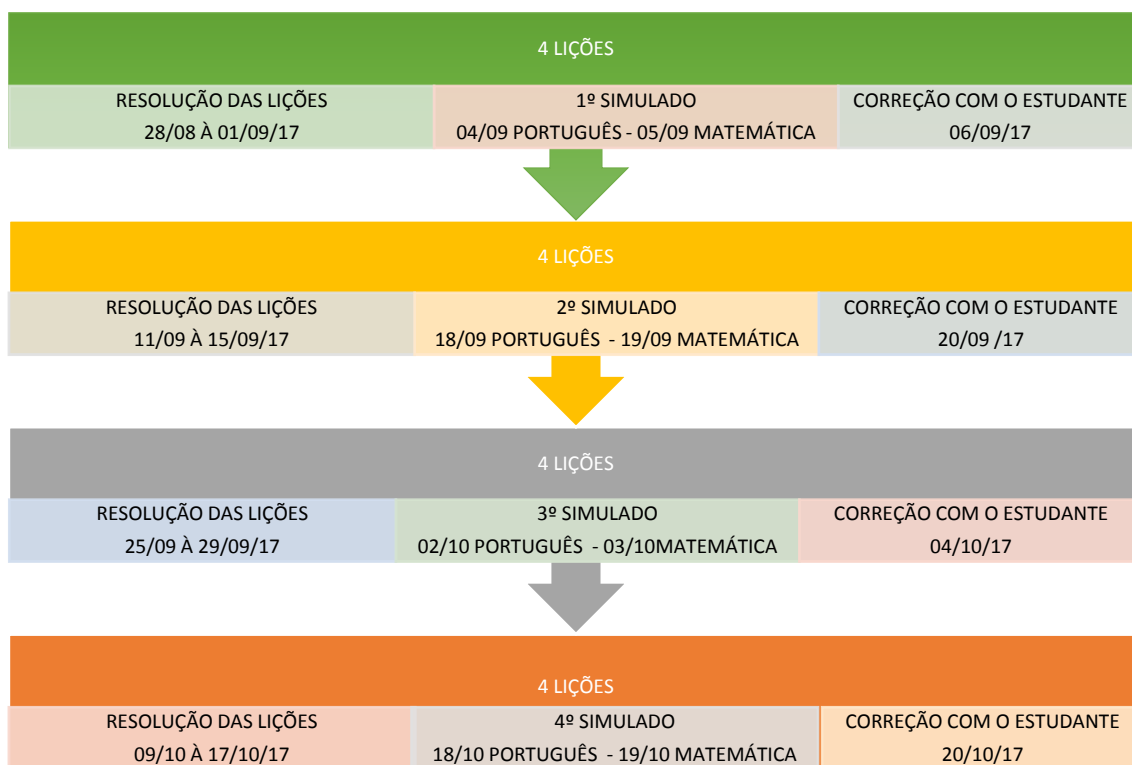 4 LIÇÕES
RESOLUÇÃO DAS LIÇÕES
28/08 À 01/09/17
1º SIMULADO
04/09 PORTUGUÊS - 05/09 MATEMÁTICA
CORREÇÃO COM O ESTUDANTE
06/09/17
4 LIÇÕES
RESOLUÇÃO DAS LIÇÕES
11/09 À 15/09/17
2º SIMULADO
18/09 PORTUGUÊS - 19/09 MATEMÁTICA
CORREÇÃO COM O ESTUDANTE
20/09 /17
4 LIÇÕES
RESOLUÇÃO DAS LIÇÕES
25/09 À 29/09/17
3º SIMULADO
02/10 PORTUGUÊS - 03/10MATEMÁTICA
CORREÇÃO COM O ESTUDANTE
04/10/17
4 LIÇÕES
RESOLUÇÃO DAS LIÇÕES
09/10 À 17/10/17
4º SIMULADO
18/10 PORTUGUÊS - 19/10 MATEMÁTICA
CORREÇÃO COM O ESTUDANTE
20/10/17